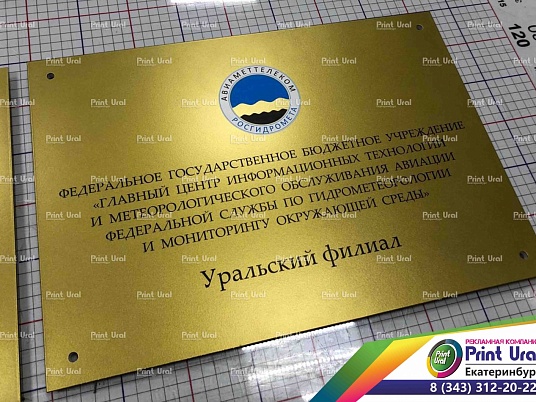 120
АВИАМЕТТЕЛЕКОМ
РОСГИДРОМЕТА
ФЕДЕРАЛЬНОЕ ГОСУДАРСТВЕННОЕ БЮДЖЕТНОЕ УЧРЕЖДЕНИЕ
«ГЛАВНЫЙ ЦЕНТР ИНФОРМАЦИОННЫХ ТЕХНОЛОГИЙ
И МЕТЕОРОЛОГИЧЕСКОГО ОБСЛУЖИВАНИЯ АВИАЦИИ
ФЕДЕРАЛЬНОЙ СЛУЖБЫ ПО ГИДРОМЕТЕОРОЛОГИИ
И МОНИТОРИНГУ ОКРУЖАЮЩЕЙ СРЕДЫ»
Уральский филиал
РЕКЛАМНАЯ КОМПАНИЯ
Print Ural
Екатеринбург
8 (343) 312-20-22